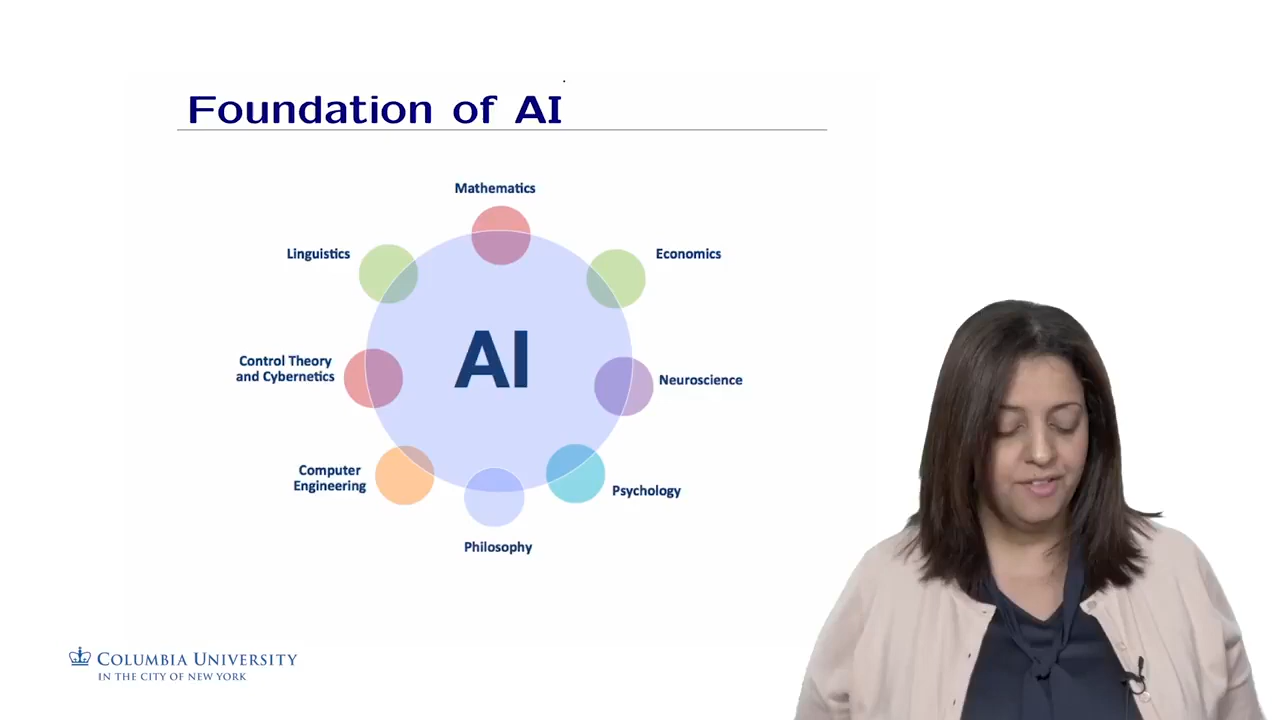 Foundation of AI
Mathematics
Linguistics
Economics
AI
Control Theory
and Cybernetics
Neuroscience
Computer
Engineering
Psychology
Philosophy
COLUMBIA UNIVERSITY
IN THE CITY OF NEW YORK